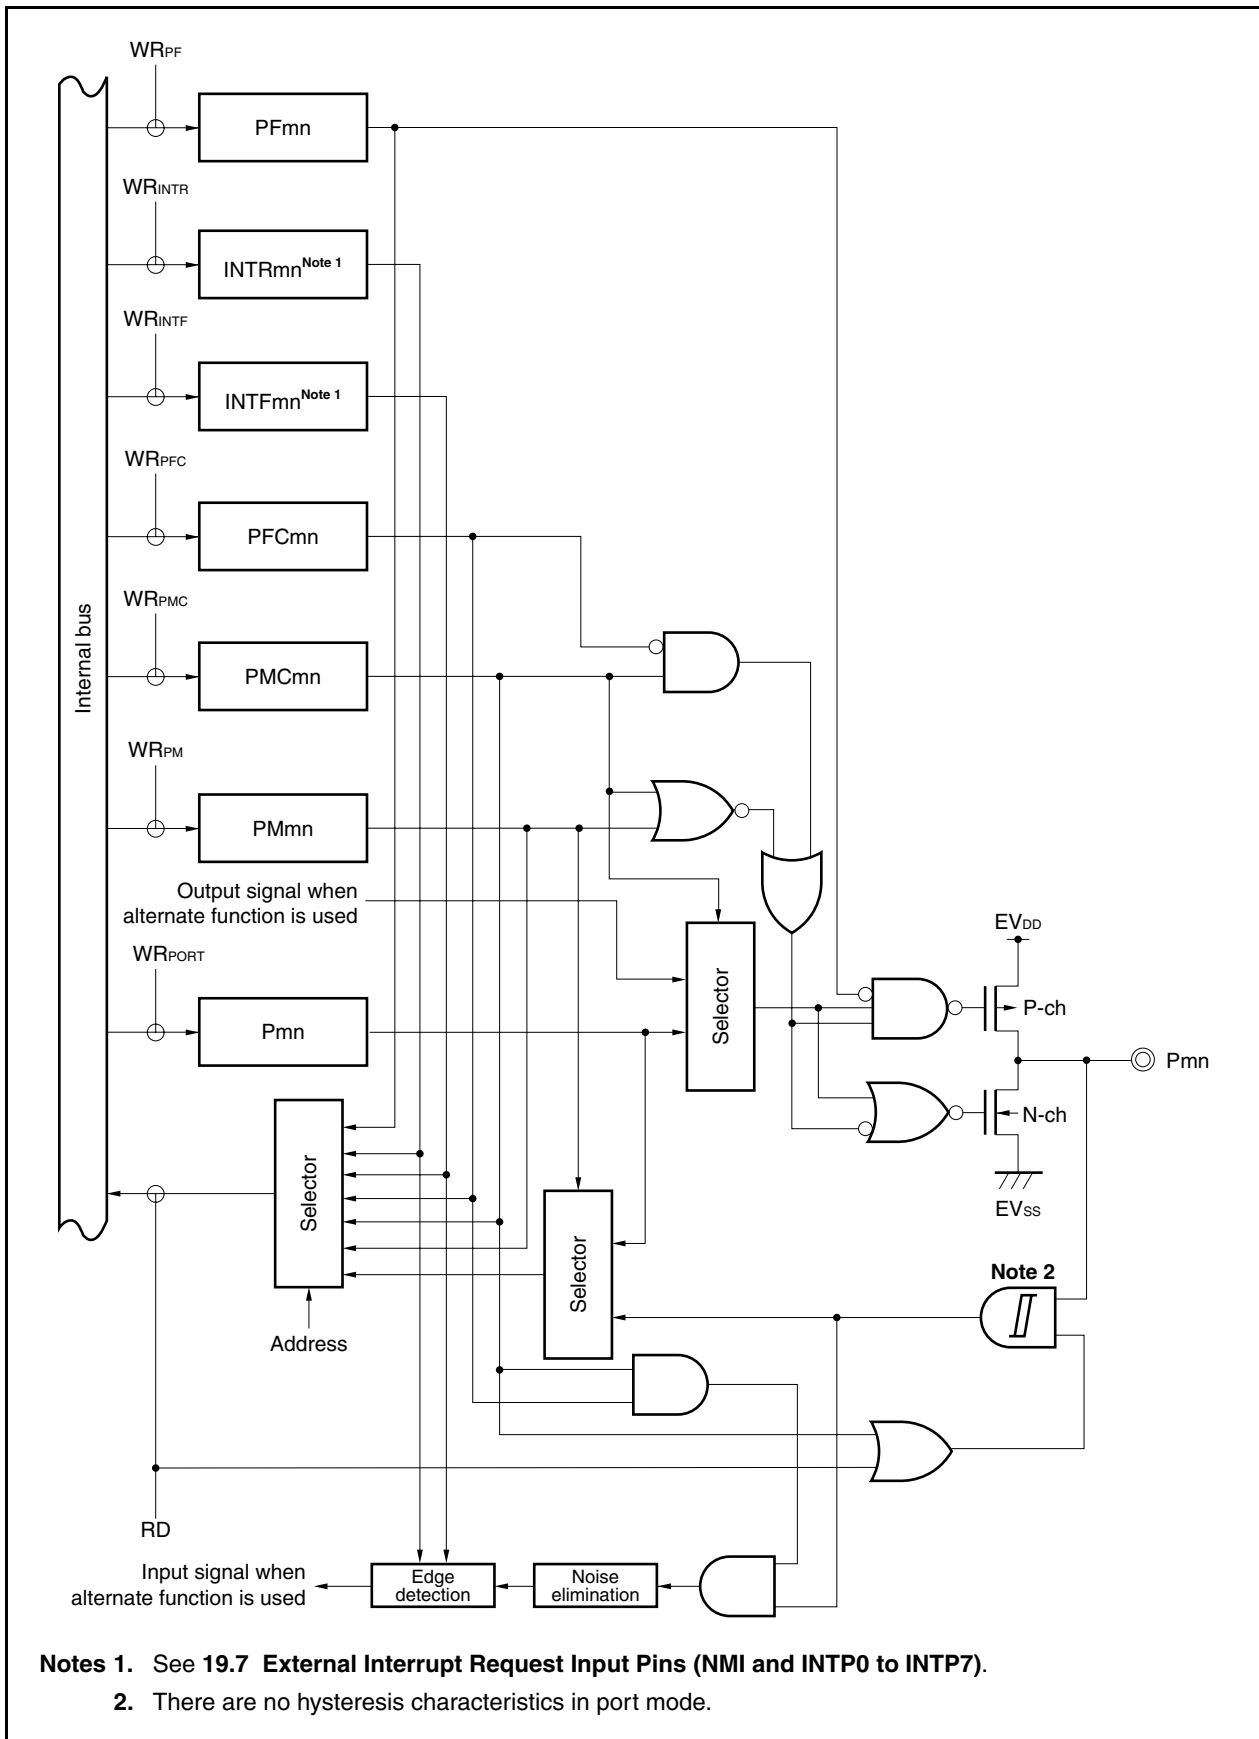 WRPF
PFmn
WRINTR
INTRmnNote 1
WRINTF
INTFmnNote 1
WRPFC
PFCmn
WRPMC
PMCmn
Internal bus
WRPM
PMmn
Output signal when
alternate function is used
WRPORT
Pmn
Selector
EVDD
P-ch
Pmn
N-ch
EVSS
Selector
Selector
Address
Note 2
RD
Input signal when
alternate function is used
Edge
detection
Noise
elimination
Notes 1. See 19.7 External Interrupt Request Input Pins (NMI and INTP0 to INTP7).
2. There are no hysteresis characteristics in port mode.